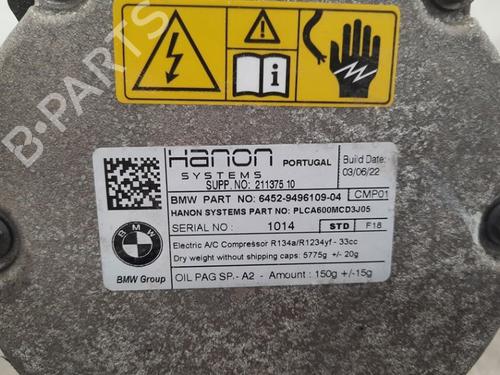 Hanon
SYSTEMS
PORTUGAL
Build Date:
03/06/22
SUPP. NO: 211375 10
BMW PART NO: 6452-9496109-04
CMP01
HANON SYSTEMS PART NO: PLCA600MCD3J05
SERIAL NO :
1014
STD
F18
Electric A/C Compressor R134a/R1234yf - 33cc
Dry weight without shipping caps: 5775g +/- 20g
BMW
BMW Group
OIL PAG SP.- A2 - Amount : 150g +/-15g
B-PARTS